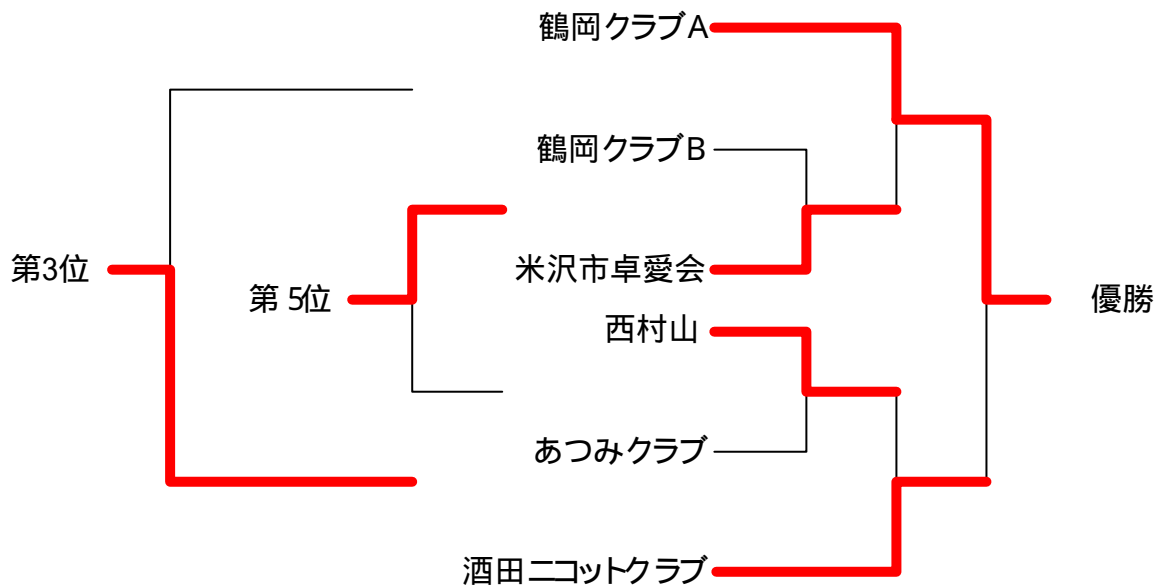 鶴岡クラブA
鶴岡クラブB
第3位
米沢市卓愛会
第 5位
優勝
西村山
あつみクラブ
酒田ニコットクラブ